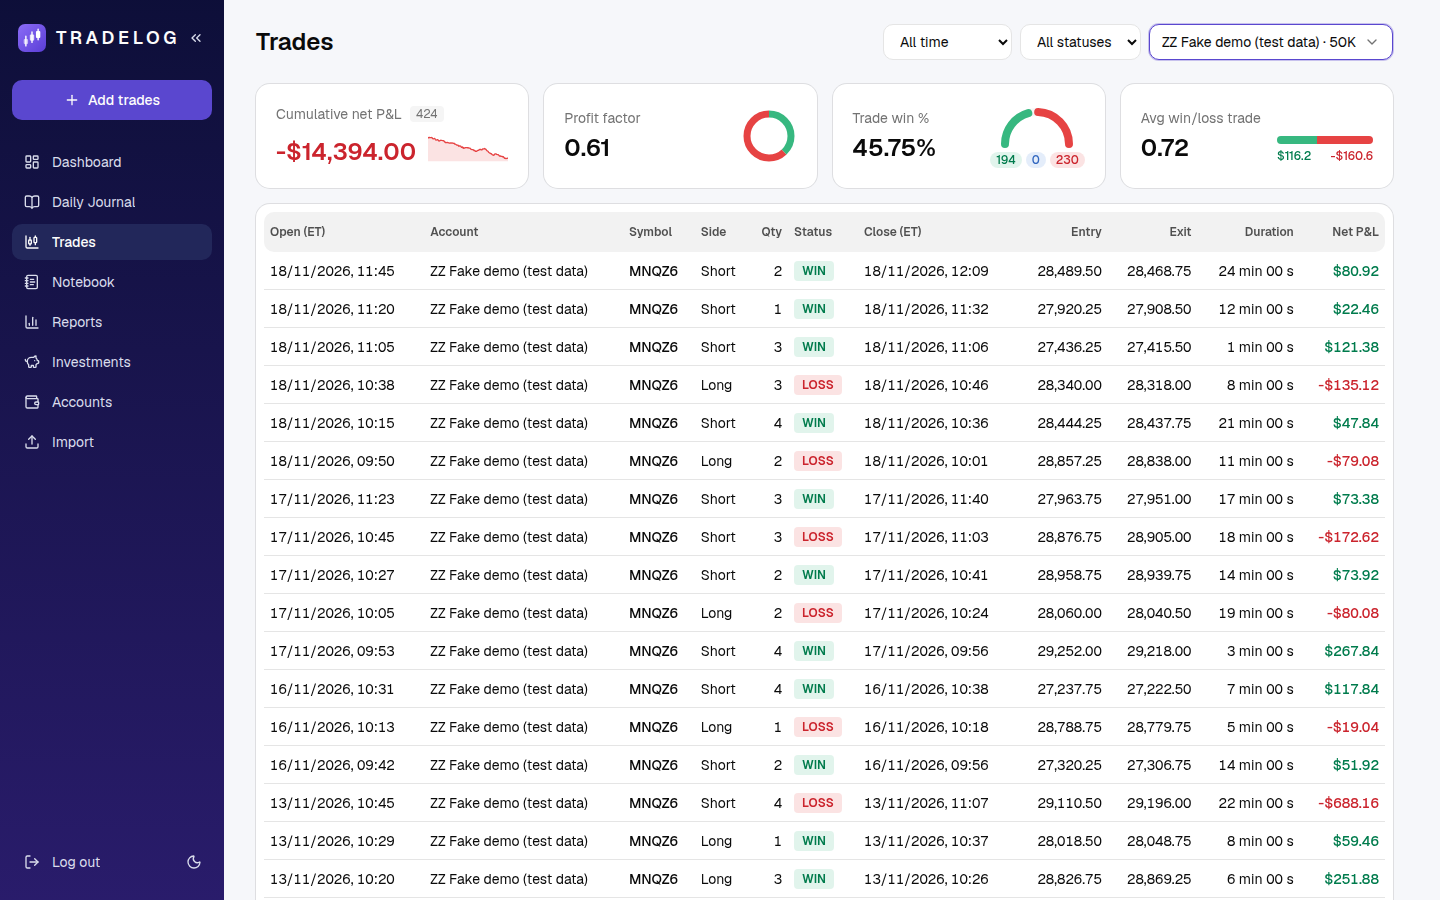 TRADELOG
Add trades
Dashboard
Daily Journal
Trades
Notebook
Reports
Investments
Accounts
Import
Log out
Trades
All time
All statuses
ZZ Fake demo (test data) · 50K
Cumulative net P&L 424
-$14,394.00
Profit factor
0.61
Trade win %
45.75%
194 0 230
Avg win/loss trade
0.72
$116.2 -$160.6
Open (ET) Account Symbol Side Qty Status Close (ET) Entry Exit Duration Net P&L
18/11/2026, 11:45 ZZ Fake demo (test data) MNQZ6 Short 2 WIN 18/11/2026, 12:09 28,489.50 28,468.75 24 min 00 s $80.92
18/11/2026, 11:20 ZZ Fake demo (test data) MNQZ6 Short 1 WIN 18/11/2026, 11:32 27,920.25 27,908.50 12 min 00 s $22.46
18/11/2026, 11:05 ZZ Fake demo (test data) MNQZ6 Short 3 WIN 18/11/2026, 11:06 27,436.25 27,415.50 1 min 00 s $121.38
18/11/2026, 10:38 ZZ Fake demo (test data) MNQZ6 Long 3 LOSS 18/11/2026, 10:46 28,340.00 28,318.00 8 min 00 s -$135.12
18/11/2026, 10:15 ZZ Fake demo (test data) MNQZ6 Short 4 WIN 18/11/2026, 10:36 28,444.25 28,437.75 21 min 00 s $47.84
18/11/2026, 09:50 ZZ Fake demo (test data) MNQZ6 Long 2 LOSS 18/11/2026, 10:01 28,857.25 28,838.00 11 min 00 s -$79.08
17/11/2026, 11:23 ZZ Fake demo (test data) MNQZ6 Short 3 WIN 17/11/2026, 11:40 27,963.75 27,951.00 17 min 00 s $73.38
17/11/2026, 10:45 ZZ Fake demo (test data) MNQZ6 Short 3 LOSS 17/11/2026, 11:03 28,876.75 28,905.00 18 min 00 s -$172.62
17/11/2026, 10:27 ZZ Fake demo (test data) MNQZ6 Short 2 WIN 17/11/2026, 10:41 28,958.75 28,939.75 14 min 00 s $73.92
17/11/2026, 10:05 ZZ Fake demo (test data) MNQZ6 Long 2 LOSS 17/11/2026, 10:24 28,060.00 28,040.50 19 min 00 s -$80.08
17/11/2026, 09:53 ZZ Fake demo (test data) MNQZ6 Short 4 WIN 17/11/2026, 09:56 29,252.00 29,218.00 3 min 00 s $267.84
16/11/2026, 10:31 ZZ Fake demo (test data) MNQZ6 Short 4 WIN 16/11/2026, 10:38 27,237.75 27,222.50 7 min 00 s $117.84
16/11/2026, 10:13 ZZ Fake demo (test data) MNQZ6 Long 1 LOSS 16/11/2026, 10:18 28,788.75 28,779.75 5 min 00 s -$19.04
16/11/2026, 09:42 ZZ Fake demo (test data) MNQZ6 Short 2 WIN 16/11/2026, 09:56 27,320.25 27,306.75 14 min 00 s $51.92
13/11/2026, 10:45 ZZ Fake demo (test data) MNQZ6 Short 4 LOSS 13/11/2026, 11:07 29,110.50 29,196.00 22 min 00 s -$688.16
13/11/2026, 10:29 ZZ Fake demo (test data) MNQZ6 Long 1 WIN 13/11/2026, 10:37 28,018.50 28,048.75 8 min 00 s $59.46
13/11/2026, 10:20 ZZ Fake demo (test data) MNQZ6 Long 3 WIN 13/11/2026, 10:26 28,826.75 28,869.25 6 min 00 s $251.88